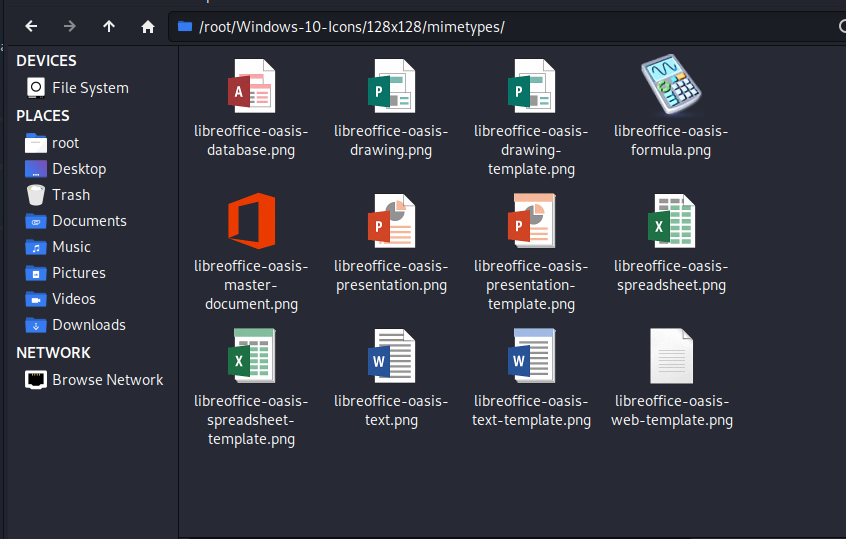 /root/Windows-10-Icons/128x128/mimetypes/
DEVICES
File System
PLACES
root
Desktop
Trash
Documents
Music
Pictures
Videos
Downloads
NETWORK
Browse Network
A
libreoffice-oasis-
database.png
P
libreoffice-oasis-
drawing.png
P
libreoffice-oasis-
drawing-
template.png
libreoffice-oasis-
formula.png
libreoffice-oasis-
master-
document.png
P
libreoffice-oasis-
presentation.png
P
libreoffice-oasis-
presentation-
template.png
X
libreoffice-oasis-
spreadsheet.png
X
libreoffice-oasis-
spreadsheet-
template.png
W
libreoffice-oasis-
text.png
W
libreoffice-oasis-
text-template.png
libreoffice-oasis-
web-template.png